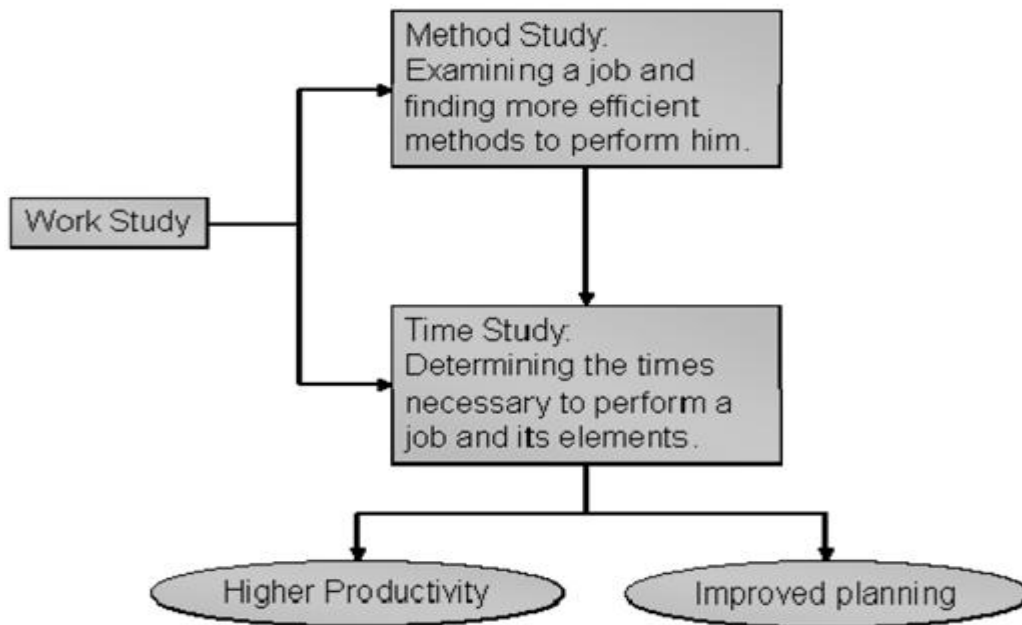 Method Study:
Examining a job and
finding more efficient
methods to perform him.
Work Study
Time Study:
Determining the times
necessary to perform a
job and its elements.
Higher Productivity
Improved planning